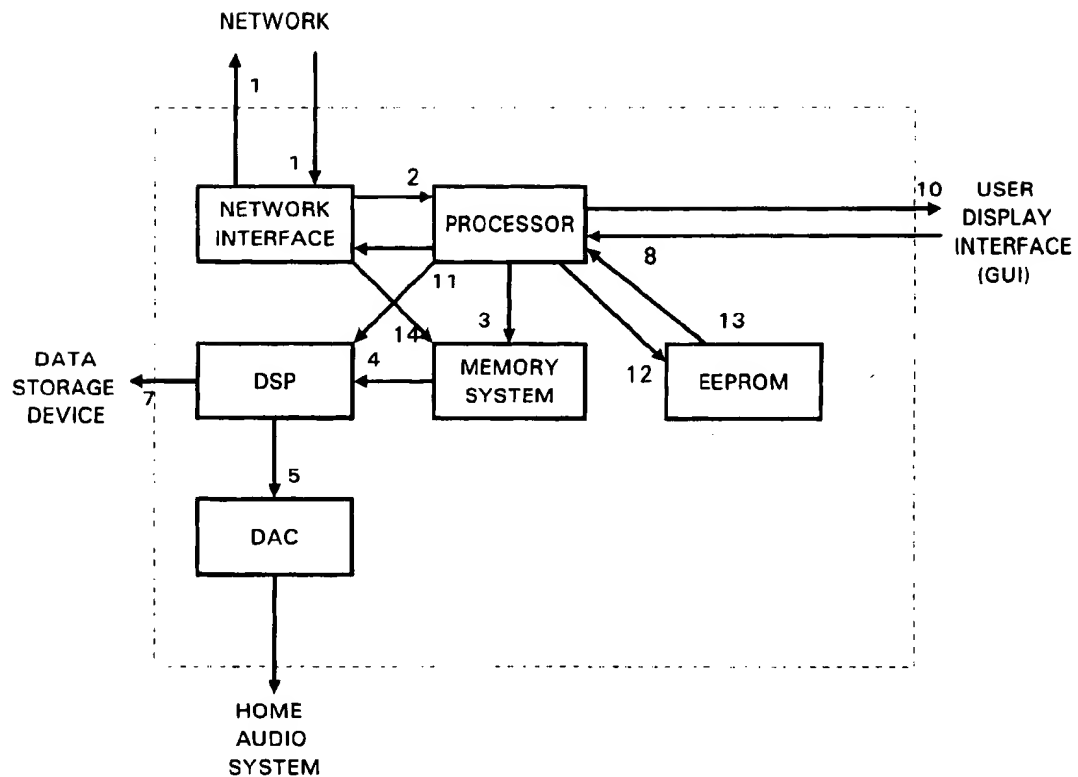 NETWORK
1
1
2
10
NETWORK
INTERFACE
PROCESSOR
USER
DISPLAY
INTERFACE
(GUI)
8
11
14
3
13
12
DATA
STORAGE
DEVICE
7
DSP
4
MEMORY
SYSTEM
EEPROM
5
DAC
HOME
AUDIO
SYSTEM